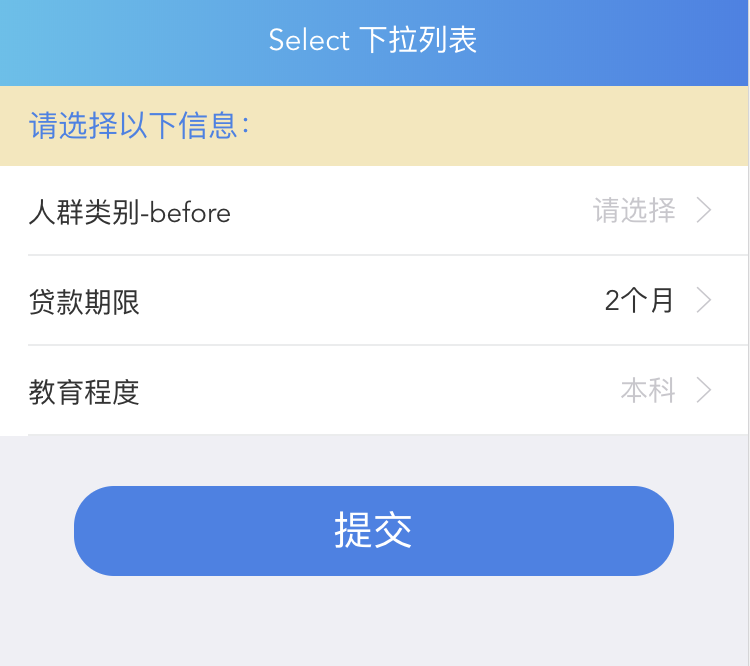 Select 下拉列表
请选择以下信息：
人群类别-before 请选择
贷款期限 2个月
教育程度 本科
提交